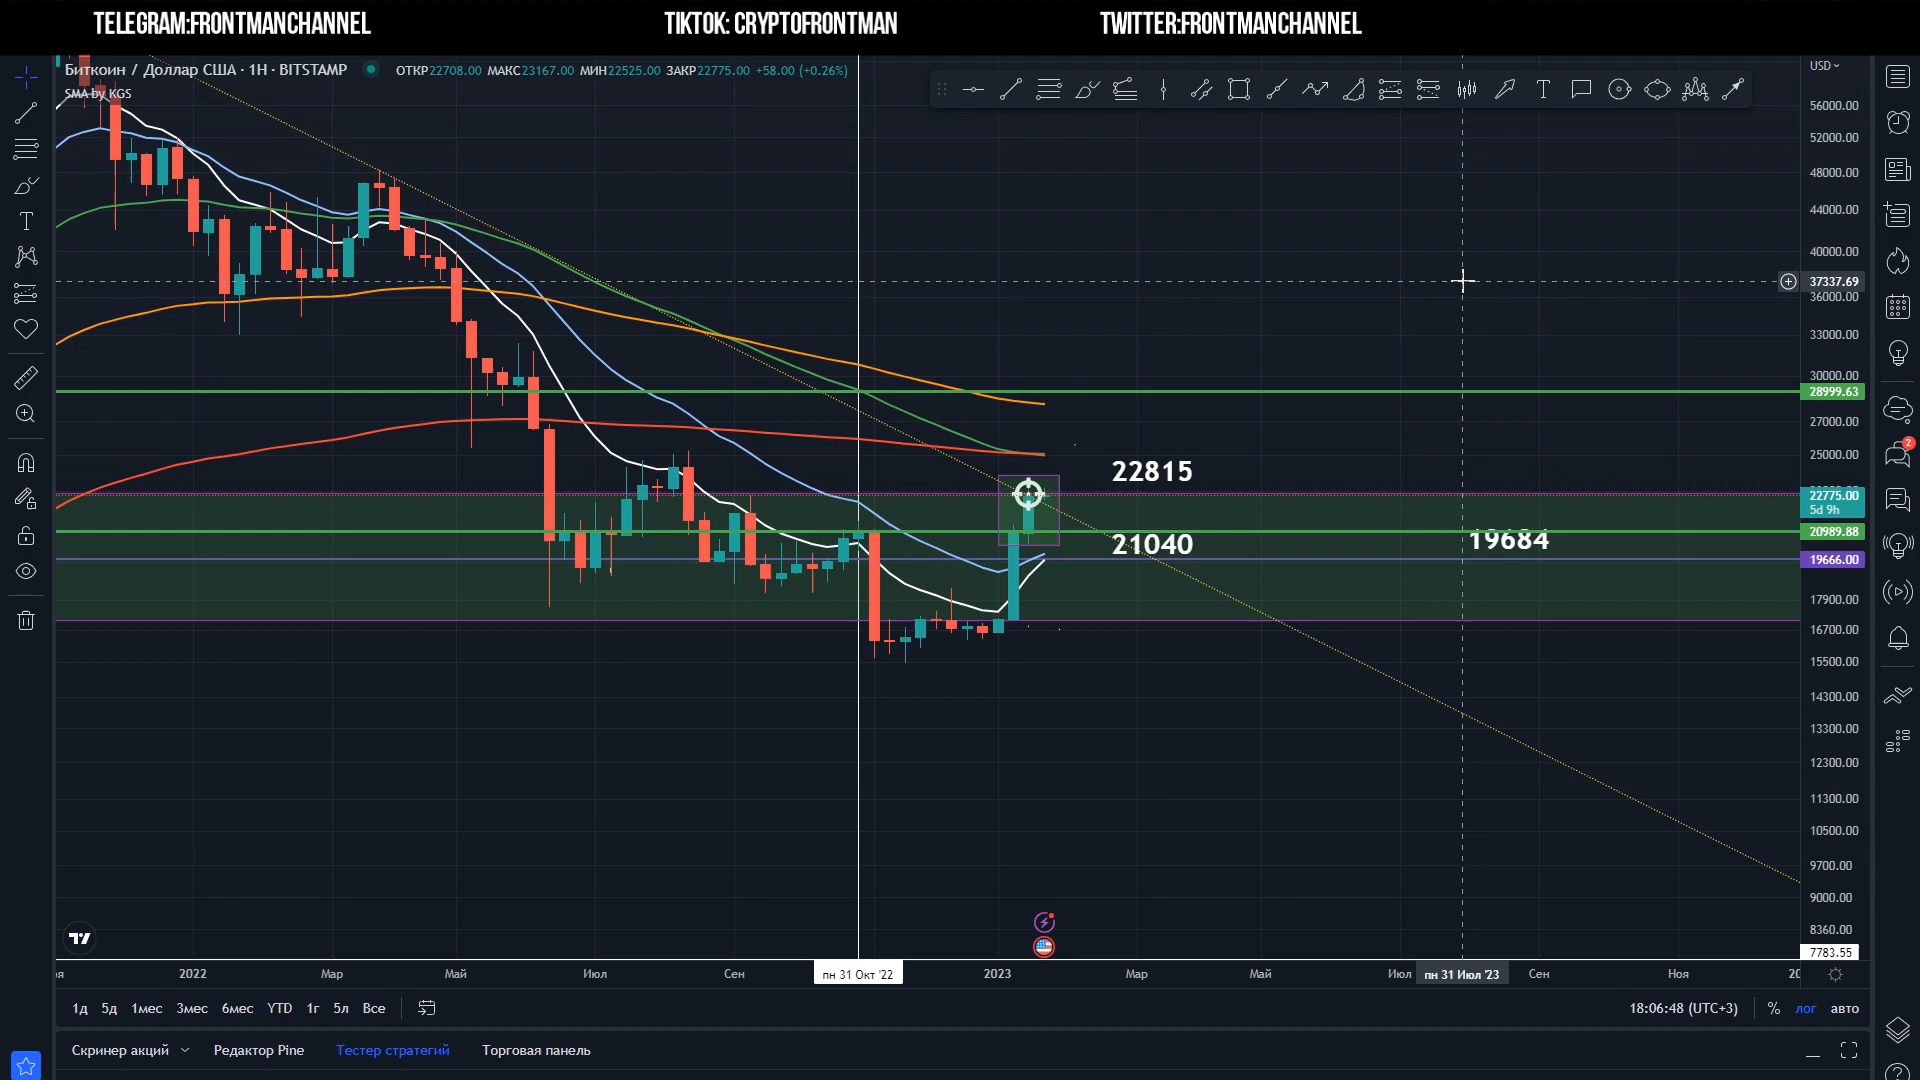 TELEGRAM:FRONTMANCHANNEL
TIKTOK: CRYPTOFRONTMAN
TWITTER:FRONTMANCHANNEL
Биткоин / Доллар США · 1Н · BITSTAMP
ОТКР22708.00 МАКС23167.00 МИН22525.00 ЗАКР22775.00 +58.00 (+0.26%)
SMA by KGS
USD
56000.00
52000.00
48000.00
44000.00
40000.00
37337.69
36000.00
33000.00
30000.00
28999.63
27000.00
25000.00
22815
22775.00
5d 9h
20989.88
21040
19684
19666.00
17900.00
16700.00
15500.00
14300.00
13300.00
12300.00
11300.00
10500.00
9700.00
9000.00
8360.00
7783.55
2
2022
Мар
Май
Июл
Сен
пн 31 Окт '22
2023
Мар
Май
Июл
пн 31 Июл '23
Сен
Ноя
1д 5д 1мес 3мес 6мес YTD 1г 5л Все
18:06:48 (UTC+3)
% лог авто
Скринер акций
Редактор Pine
Тестер стратегий
Торговая панель